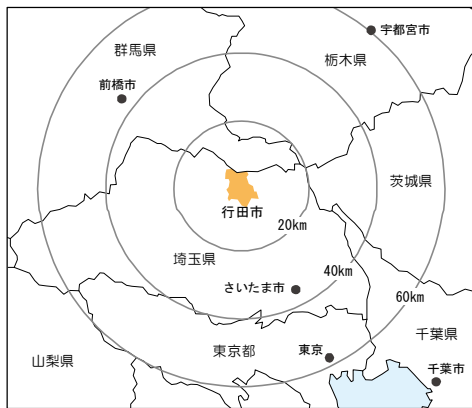 宇都宮市
群馬県
栃木県
前橋市
茨城県
行田市
20km
埼玉県
40km
さいたま市
60km
千葉県
東京都
東京
山梨県
千葉市